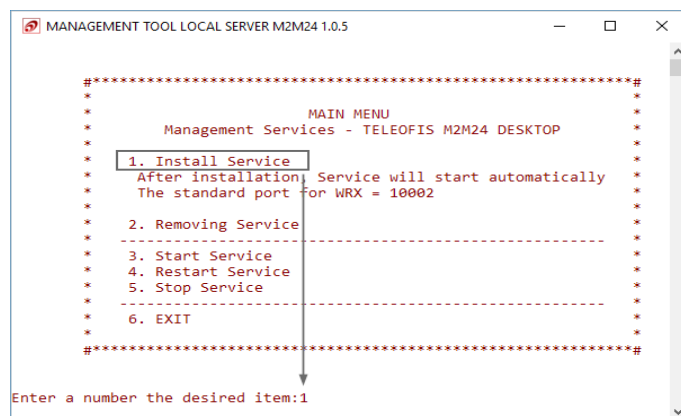 MANAGEMENT TOOL LOCAL SERVER M2M24 1.0.5
#************************************************************#
MAIN MENU
Management Services - TELEOFIS M2M24 DESKTOP
1. Install Service
After installation, Service will start automatically
The standard port for WRX = 10002
2. Removing Service
3. Start Service
4. Restart Service
5. Stop Service
6. EXIT
#************************************************************#
Enter a number the desired item:1